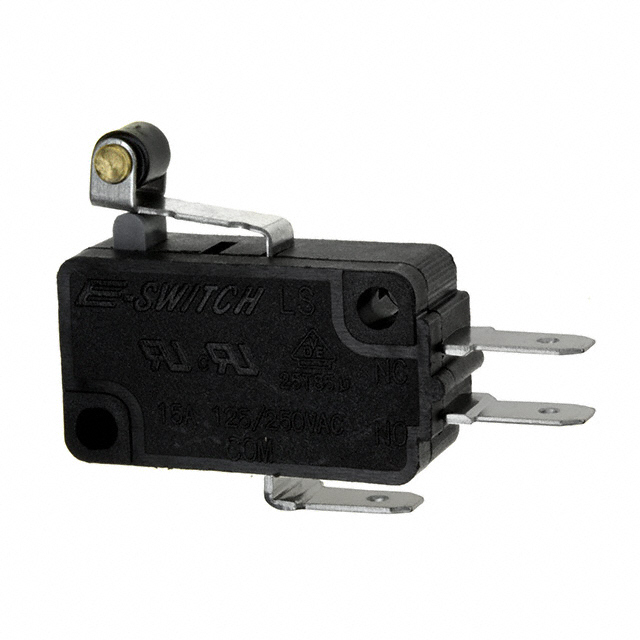 E-SWITCH LS
NC
15A 125/250VAC NO
COM